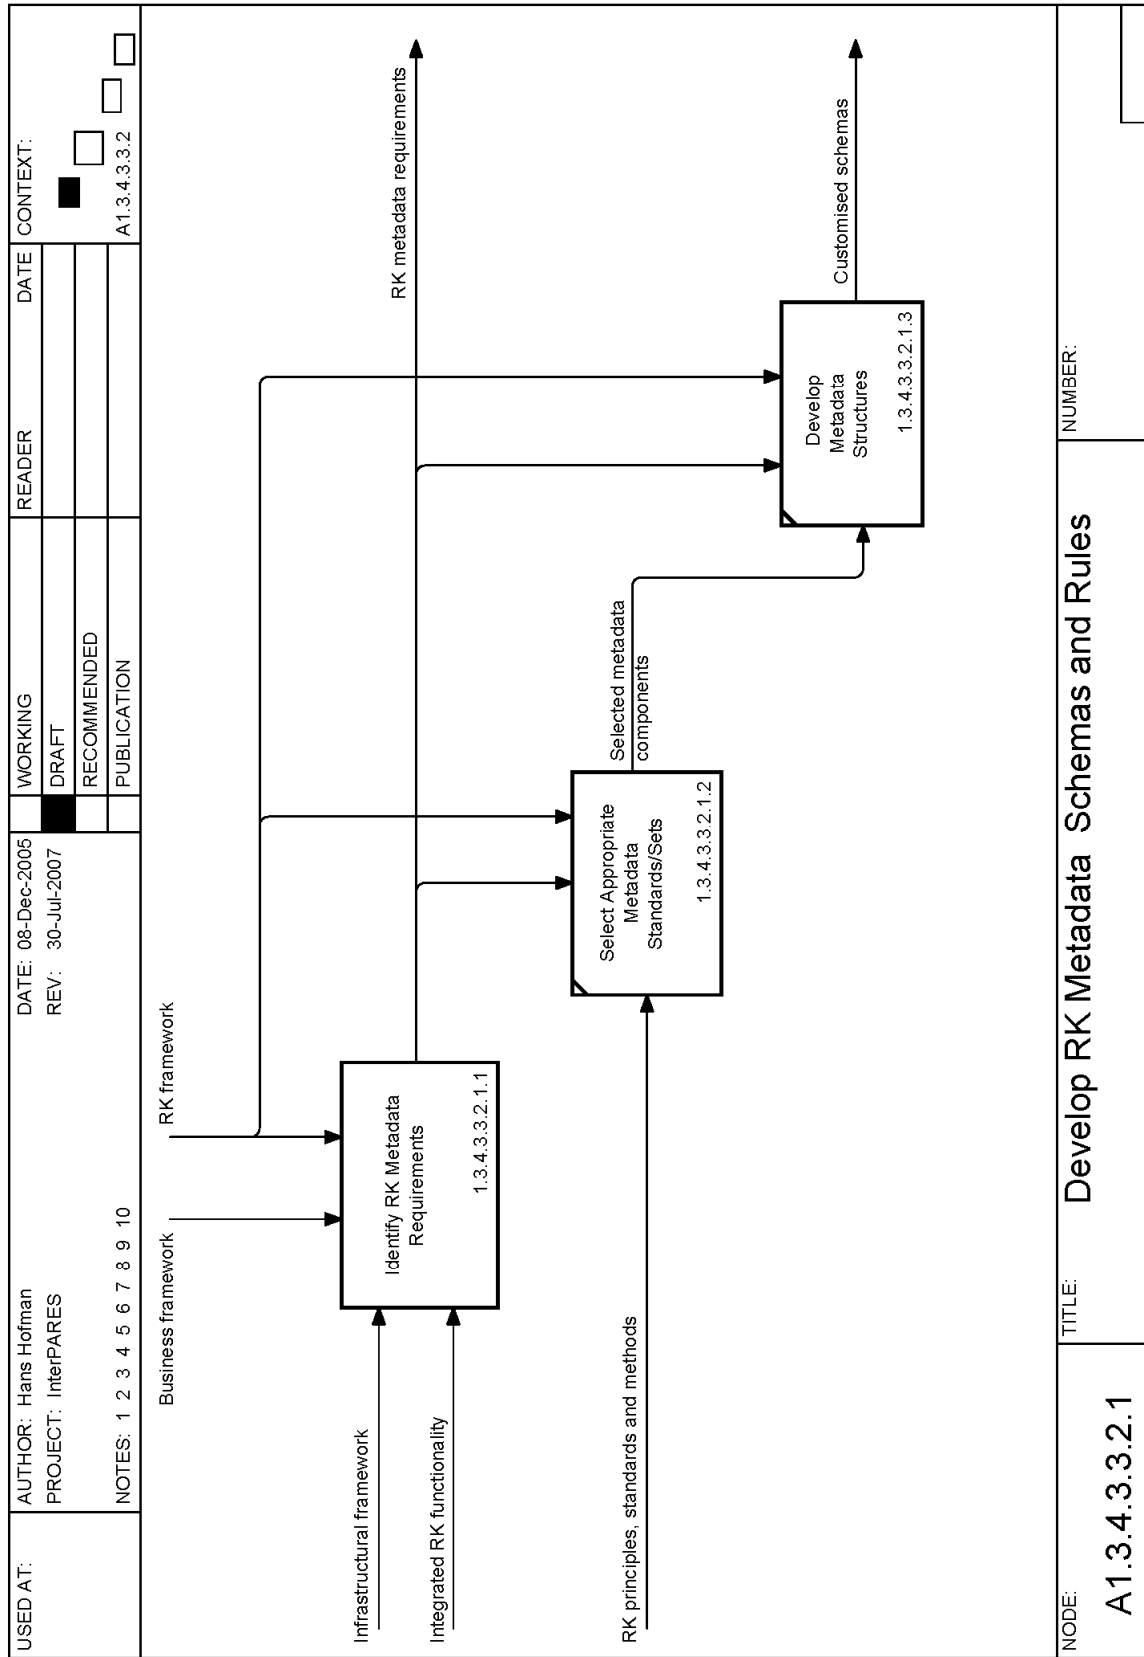 USED AT:
AUTHOR: Hans Hofman
PROJECT: InterPARES
NOTES: 1 2 3 4 5 6 7 8 9 10
DATE: 08-Dec-2005
REV: 30-Jul-2007
WORKING
DRAFT
RECOMMENDED
PUBLICATION
READER
DATE
CONTEXT:
A1.3.4.3.3.2
Business framework
RK framework
Infrastructural framework
Integrated RK functionality
Identify RK Metadata
Requirements
1.3.4.3.3.2.1.1
RK metadata requirements
RK principles, standards and methods
Select Appropriate
Metadata
Standards/Sets
1.3.4.3.3.2.1.2
Selected metadata
components
Develop
Metadata
Structures
1.3.4.3.3.2.1.3
Customised schemas
NODE:
A1.3.4.3.3.2.1
TITLE:
Develop RK Metadata Schemas and Rules
NUMBER: